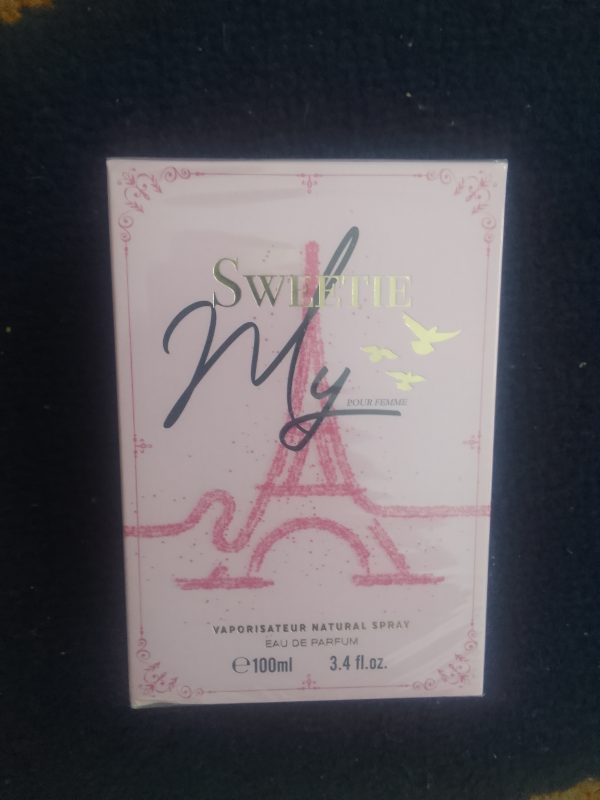 SWEETIE
My
POUR FEMME
VAPORISATEUR NATURAL SPRAY
EAU DE PARFUM
℮100ml 3.4 fl.oz.